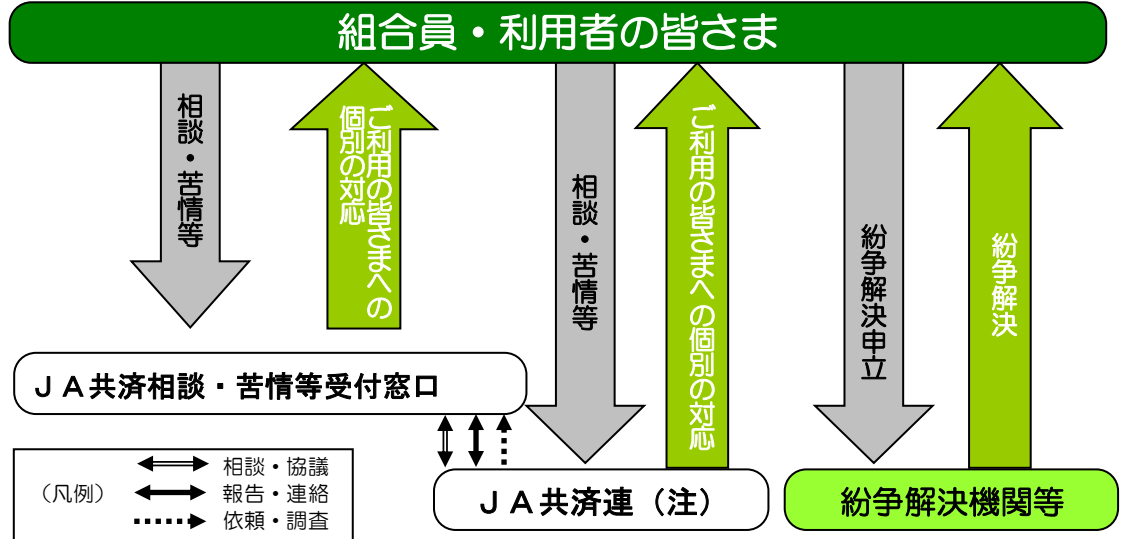 組合員・利用者の皆さま
相談・苦情等
ご利用の皆さまへの
個別の対応
相談・苦情等
ご利用の皆さまへの個別の対応
紛争解決申立
紛争解決
ＪＡ共済相談・苦情等受付窓口
ＪＡ共済連（注）
紛争解決機関等
（凡例）
相談・協議
報告・連絡
依頼・調査